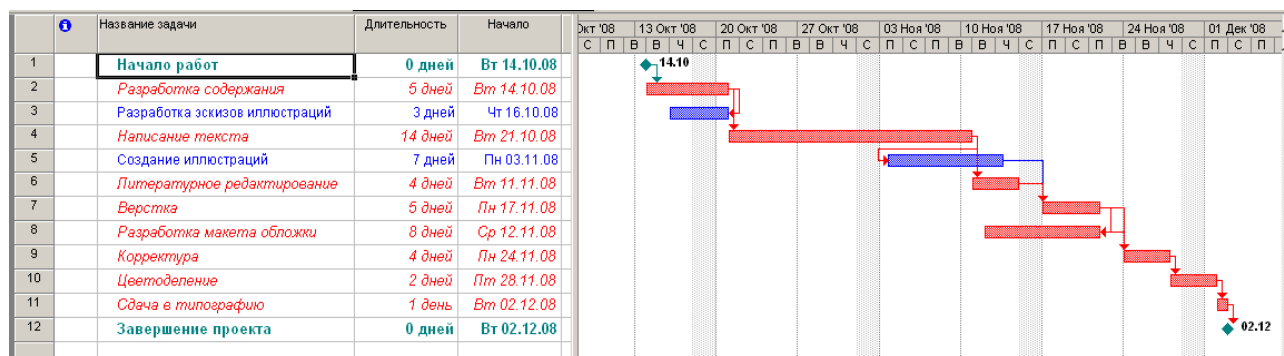 Название задачи Длительность Начало
кт '08 13 Окт '08 20 Окт '08 27 Окт '08 03 Ноя '08 10 Ноя '08 17 Ноя '08 24 Ноя '08 01 Дек '08
С П В В Ч С П С П В В Ч С П С П В В Ч С П С П В В Ч С П С П
1 Начало работ 0 дней Вт 14.10.08 14.10
2 Разработка содержания 5 дней Вт 14.10.08
3 Разработка эскизов иллюстраций 3 дней Чт 16.10.08
4 Написание текста 14 дней Вт 21.10.08
5 Создание иллюстраций 7 дней Пн 03.11.08
6 Литературное редактирование 4 дней Вт 11.11.08
7 Верстка 5 дней Пн 17.11.08
8 Разработка макета обложки 8 дней Ср 12.11.08
9 Корректура 4 дней Пн 24.11.08
10 Цветоделение 2 дней Пт 28.11.08
11 Сдача в типографию 1 день Вт 02.12.08
12 Завершение проекта 0 дней Вт 02.12.08 02.12